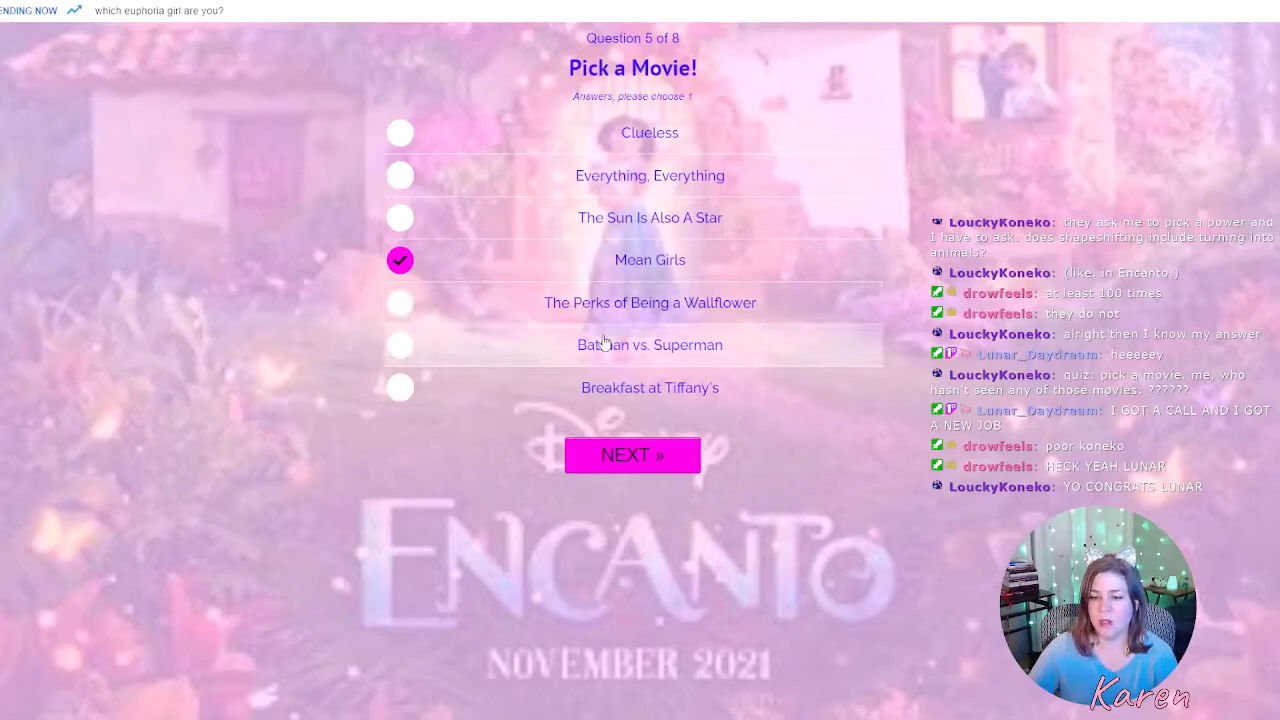 ENDING NOW which euphoria girl are you?
Question 5 of 8
Pick a Movie!
Answers, please choose 1
Clueless
Everything, Everything
The Sun Is Also A Star
Mean Girls
The Perks of Being a Wallflower
Batman vs. Superman
Breakfast at Tiffany's
NEXT »
Disney
ENCANTO
NOVEMBER 2021
LouckyKoneko: they ask me to pick a power and
I have to ask. does shapeshifting include turning into
animals?
LouckyKoneko: (like, in Encanto.)
drowfeels: at least 100 times
drowfeels: they do not
LouckyKoneko: alright then I know my answer
Lunar_Daydream: heeeeey
LouckyKoneko: quiz: pick a movie. me, who
hasn't seen any of those movies: ??????
Lunar_Daydream: I GOT A CALL AND I GOT
A NEW JOB
drowfeels: poor koneko
drowfeels: HECK YEAH LUNAR
LouckyKoneko: YO CONGRATS LUNAR
Karen